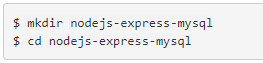 $ mkdir nodejs-express-mysql
$ cd nodejs-express-mysql